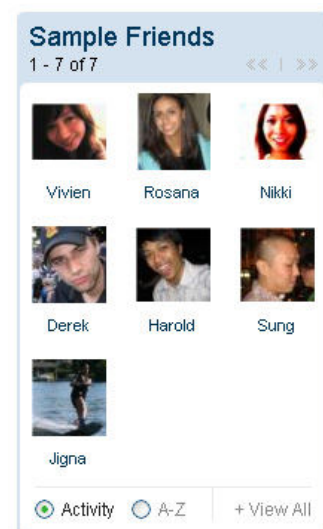 Sample Friends
1 - 7 of 7 << | >>
Vivien Rosana Nikki
Derek Harold Sung
Jigna
Activity A-Z + View All